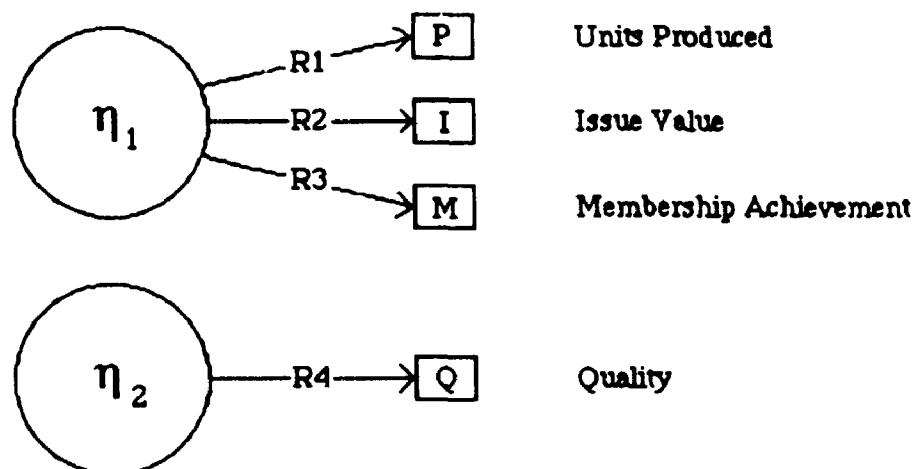 R1 P Units Produced
η1 R2 I Issue Value
R3 M Membership Achievement
η2 R4 Q Quality